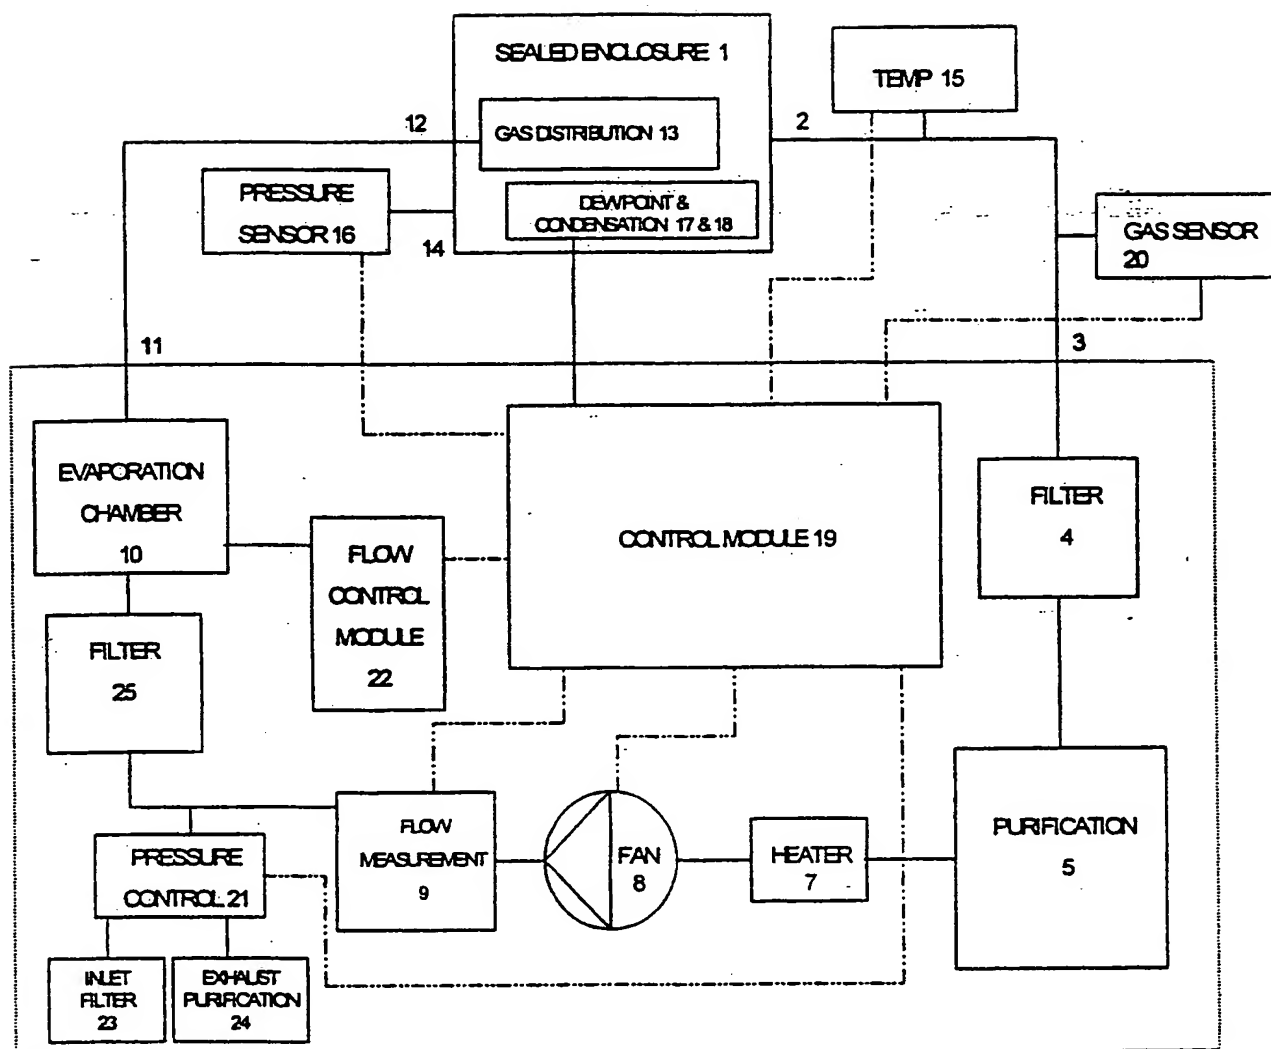 SEALED ENCLOSURE 1
TEMP 15
12
GAS DISTRIBUTION 13
2
PRESSURE
SENSOR 16
DEWPOINT &
CONDENSATION 17 & 18
14
GAS SENSOR
20
11
3
EVAPORATION
CHAMBER
10
FLOW
CONTROL
MODULE
22
CONTROL MODULE 19
FILTER
4
FILTER
25
FLOW
MEASUREMENT
9
FAN
8
HEATER
7
PURIFICATION
5
PRESSURE
CONTROL 21
INLET
FILTER
23
EXHAUST
PURIFICATION
24